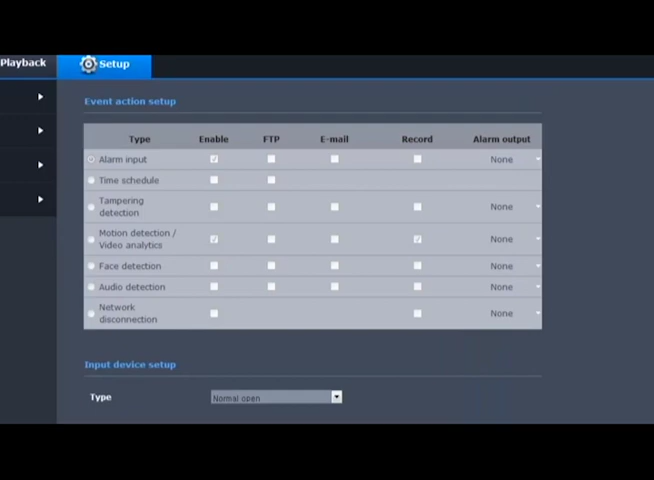 Playback
Setup
Event action setup
Type Enable FTP E-mail Record Alarm output
Alarm input None
Time schedule
Tampering
detection None
Motion detection /
Video analytics None
Face detection None
Audio detection None
Network
disconnection None
Input device setup
Type Normal open